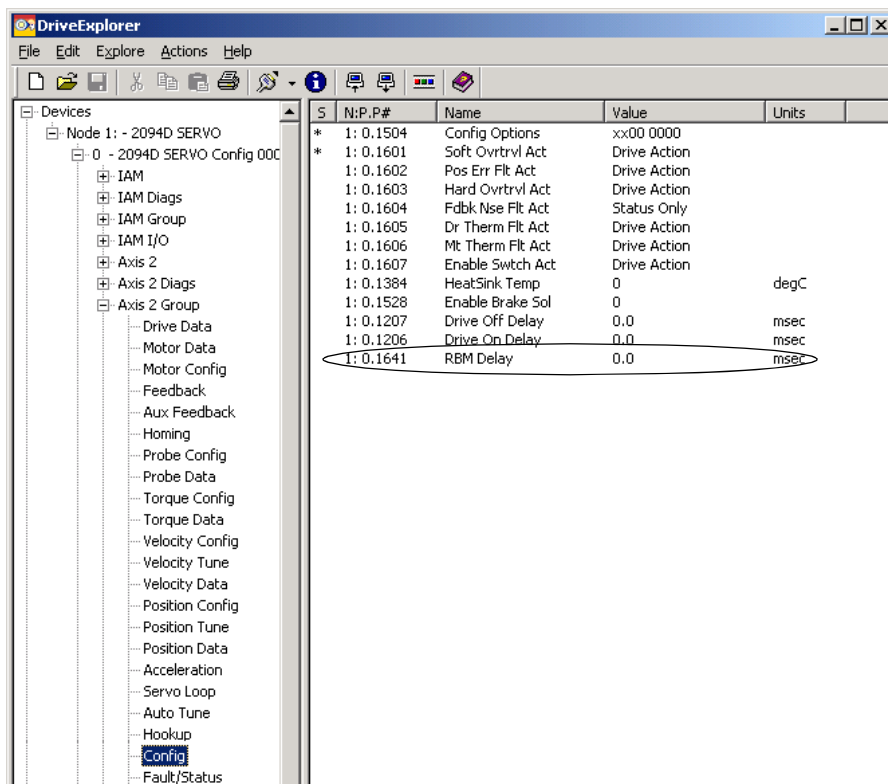 DriveExplorer
File Edit Explore Actions Help
Devices
Node 1: - 2094D SERVO
0 - 2094D SERVO Config 000
IAM
IAM Diags
IAM Group
IAM I/O
Axis 2
Axis 2 Diags
Axis 2 Group
Drive Data
Motor Data
Motor Config
Feedback
Aux Feedback
Homing
Probe Config
Probe Data
Torque Config
Torque Data
Velocity Config
Velocity Tune
Velocity Data
Position Config
Position Tune
Position Data
Acceleration
Servo Loop
Auto Tune
Hookup
Config
Fault/Status
S N:P.P# Name Value Units
* 1: 0.1504 Config Options xx00 0000
* 1: 0.1601 Soft Ovrtrvl Act Drive Action
1: 0.1602 Pos Err Flt Act Drive Action
1: 0.1603 Hard Ovrtrvl Act Drive Action
1: 0.1604 Fdbk Nse Flt Act Status Only
1: 0.1605 Dr Therm Flt Act Drive Action
1: 0.1606 Mt Therm Flt Act Drive Action
1: 0.1607 Enable Swtch Act Drive Action
1: 0.1384 HeatSink Temp 0 degC
1: 0.1528 Enable Brake Sol 0
1: 0.1207 Drive Off Delay 0.0 msec
1: 0.1206 Drive On Delay 0.0 msec
1: 0.1641 RBM Delay 0.0 msec